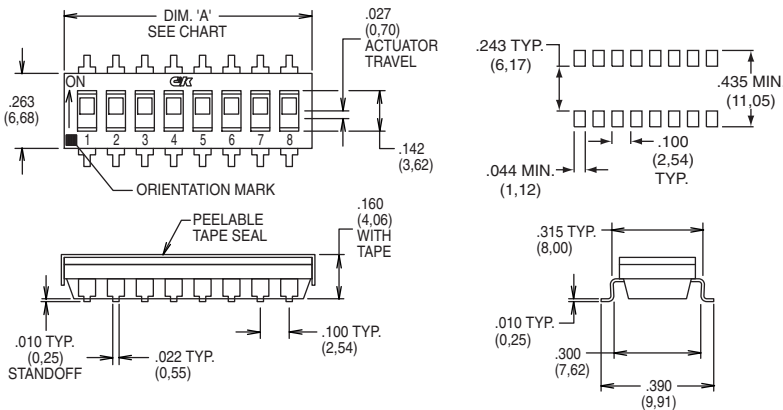 DIM. 'A'
SEE CHART
.027
(0,70)
ACTUATOR
TRAVEL
ON
CK
.263
(6,68)
1 2 3 4 5 6 7 8
.142
(3,62)
ORIENTATION MARK
.243 TYP.
(6,17)
.435 MIN
(11,05)
.100
(2,54)
TYP.
.044 MIN.
(1,12)
PEELABLE
TAPE SEAL
.160
(4,06)
WITH
TAPE
.010 TYP.
(0,25)
STANDOFF
.022 TYP.
(0,55)
.100 TYP.
(2,54)
.315 TYP.
(8,00)
.010 TYP.
(0,25)
.300
(7,62)
.390
(9,91)